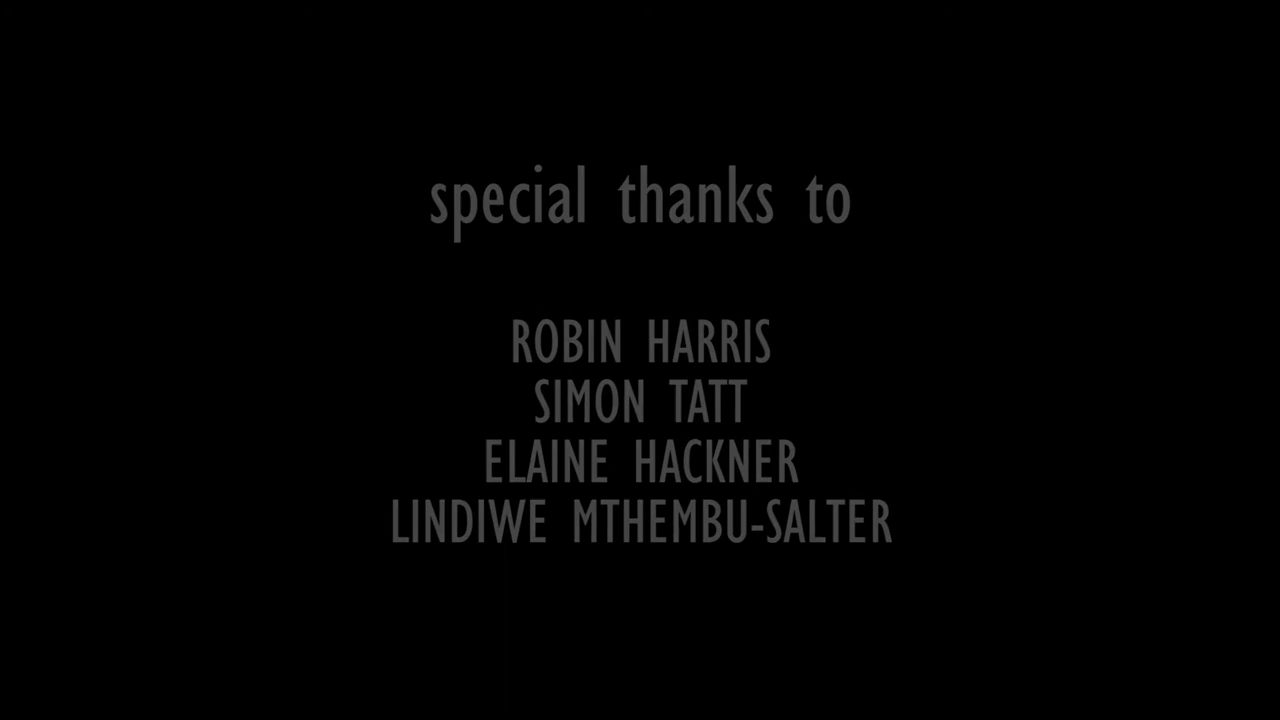 special thanks to
ROBIN HARRIS
SIMON TATT
ELAINE HACKNER
LINDIWE MTHEMBU-SALTER